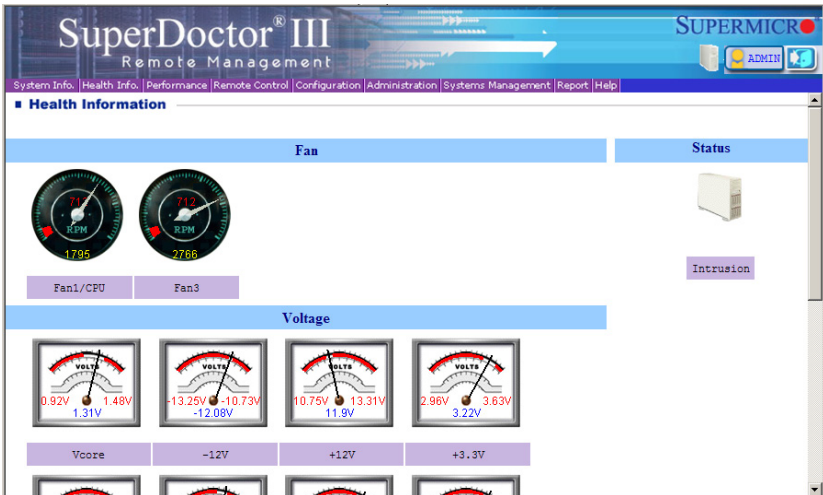 SuperDoctor® III
Remote Management
SUPERMICRO
ADMIN
System Info. Health Info. Performance Remote Control Configuration Administration Systems Management Report Help
Health Information
Fan
Status
712 RPM 1795
712 RPM 2766
Fan1/CPU Fan3
Intrusion
Voltage
VOLTS VOLTS VOLTS VOLTS
0.92V 1.48V -13.25V -10.73V 10.75V 13.31V 2.96V 3.63V
1.31V -12.08V 11.9V 3.22V
Vcore -12V +12V +3.3V